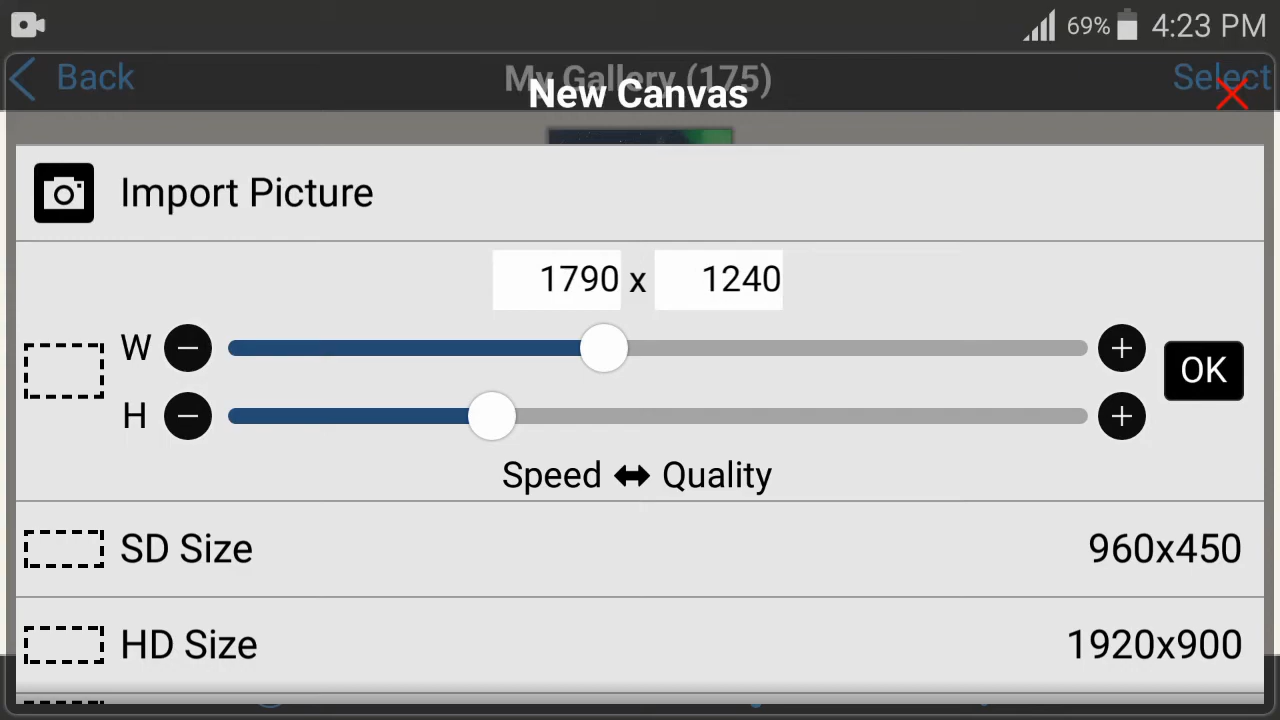 69% 4:23 PM
Back My Gallery (175) Select
New Canvas
Import Picture
1790 x 1240
W
OK
H
Speed ⬌ Quality
SD Size 960x450
HD Size 1920x900